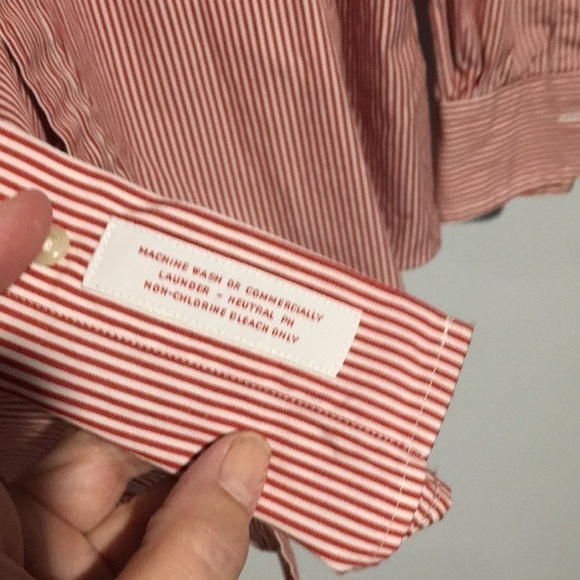 MACHINE WASH OR COMMERCIALLY
LAUNDER - NEUTRAL PH
NON-CHLORINE BLEACH ONLY